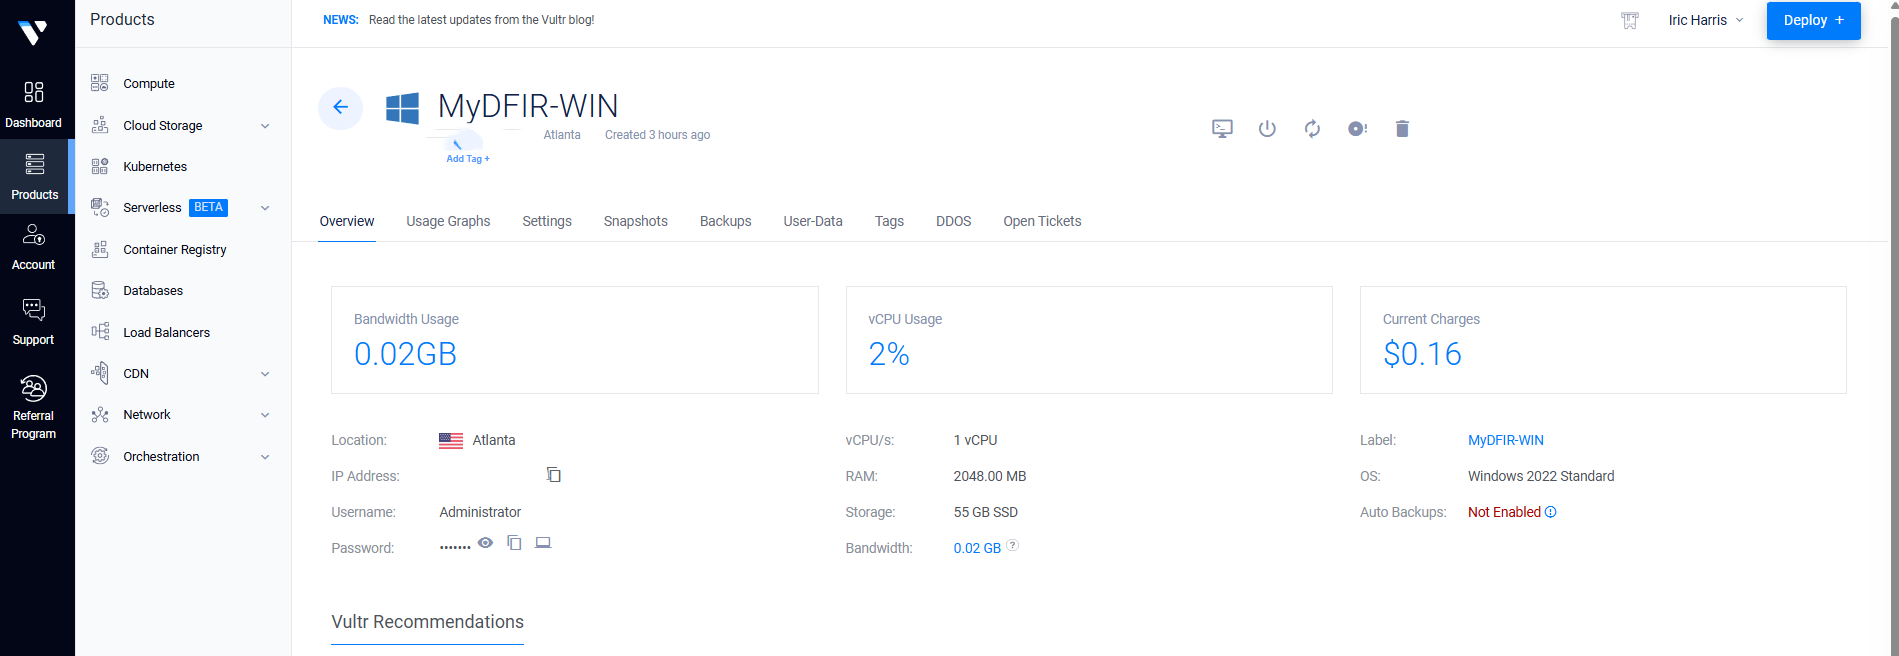 Products
NEWS: Read the latest updates from the Vultr blog!
Iric Harris
Deploy +
Dashboard
Products
Account
Support
Referral
Program
Compute
Cloud Storage
Kubernetes
Serverless BETA
Container Registry
Databases
Load Balancers
CDN
Network
Orchestration
MyDFIR-WIN
Atlanta Created 3 hours ago
Add Tag +
Overview Usage Graphs Settings Snapshots Backups User-Data Tags DDOS Open Tickets
Bandwidth Usage
0.02GB
vCPU Usage
2%
Current Charges
$0.16
Location: Atlanta
IP Address:
Username: Administrator
Password: •••••••
vCPU/s: 1 vCPU
RAM: 2048.00 MB
Storage: 55 GB SSD
Bandwidth: 0.02 GB ?
Label: MyDFIR-WIN
OS: Windows 2022 Standard
Auto Backups: Not Enabled
Vultr Recommendations